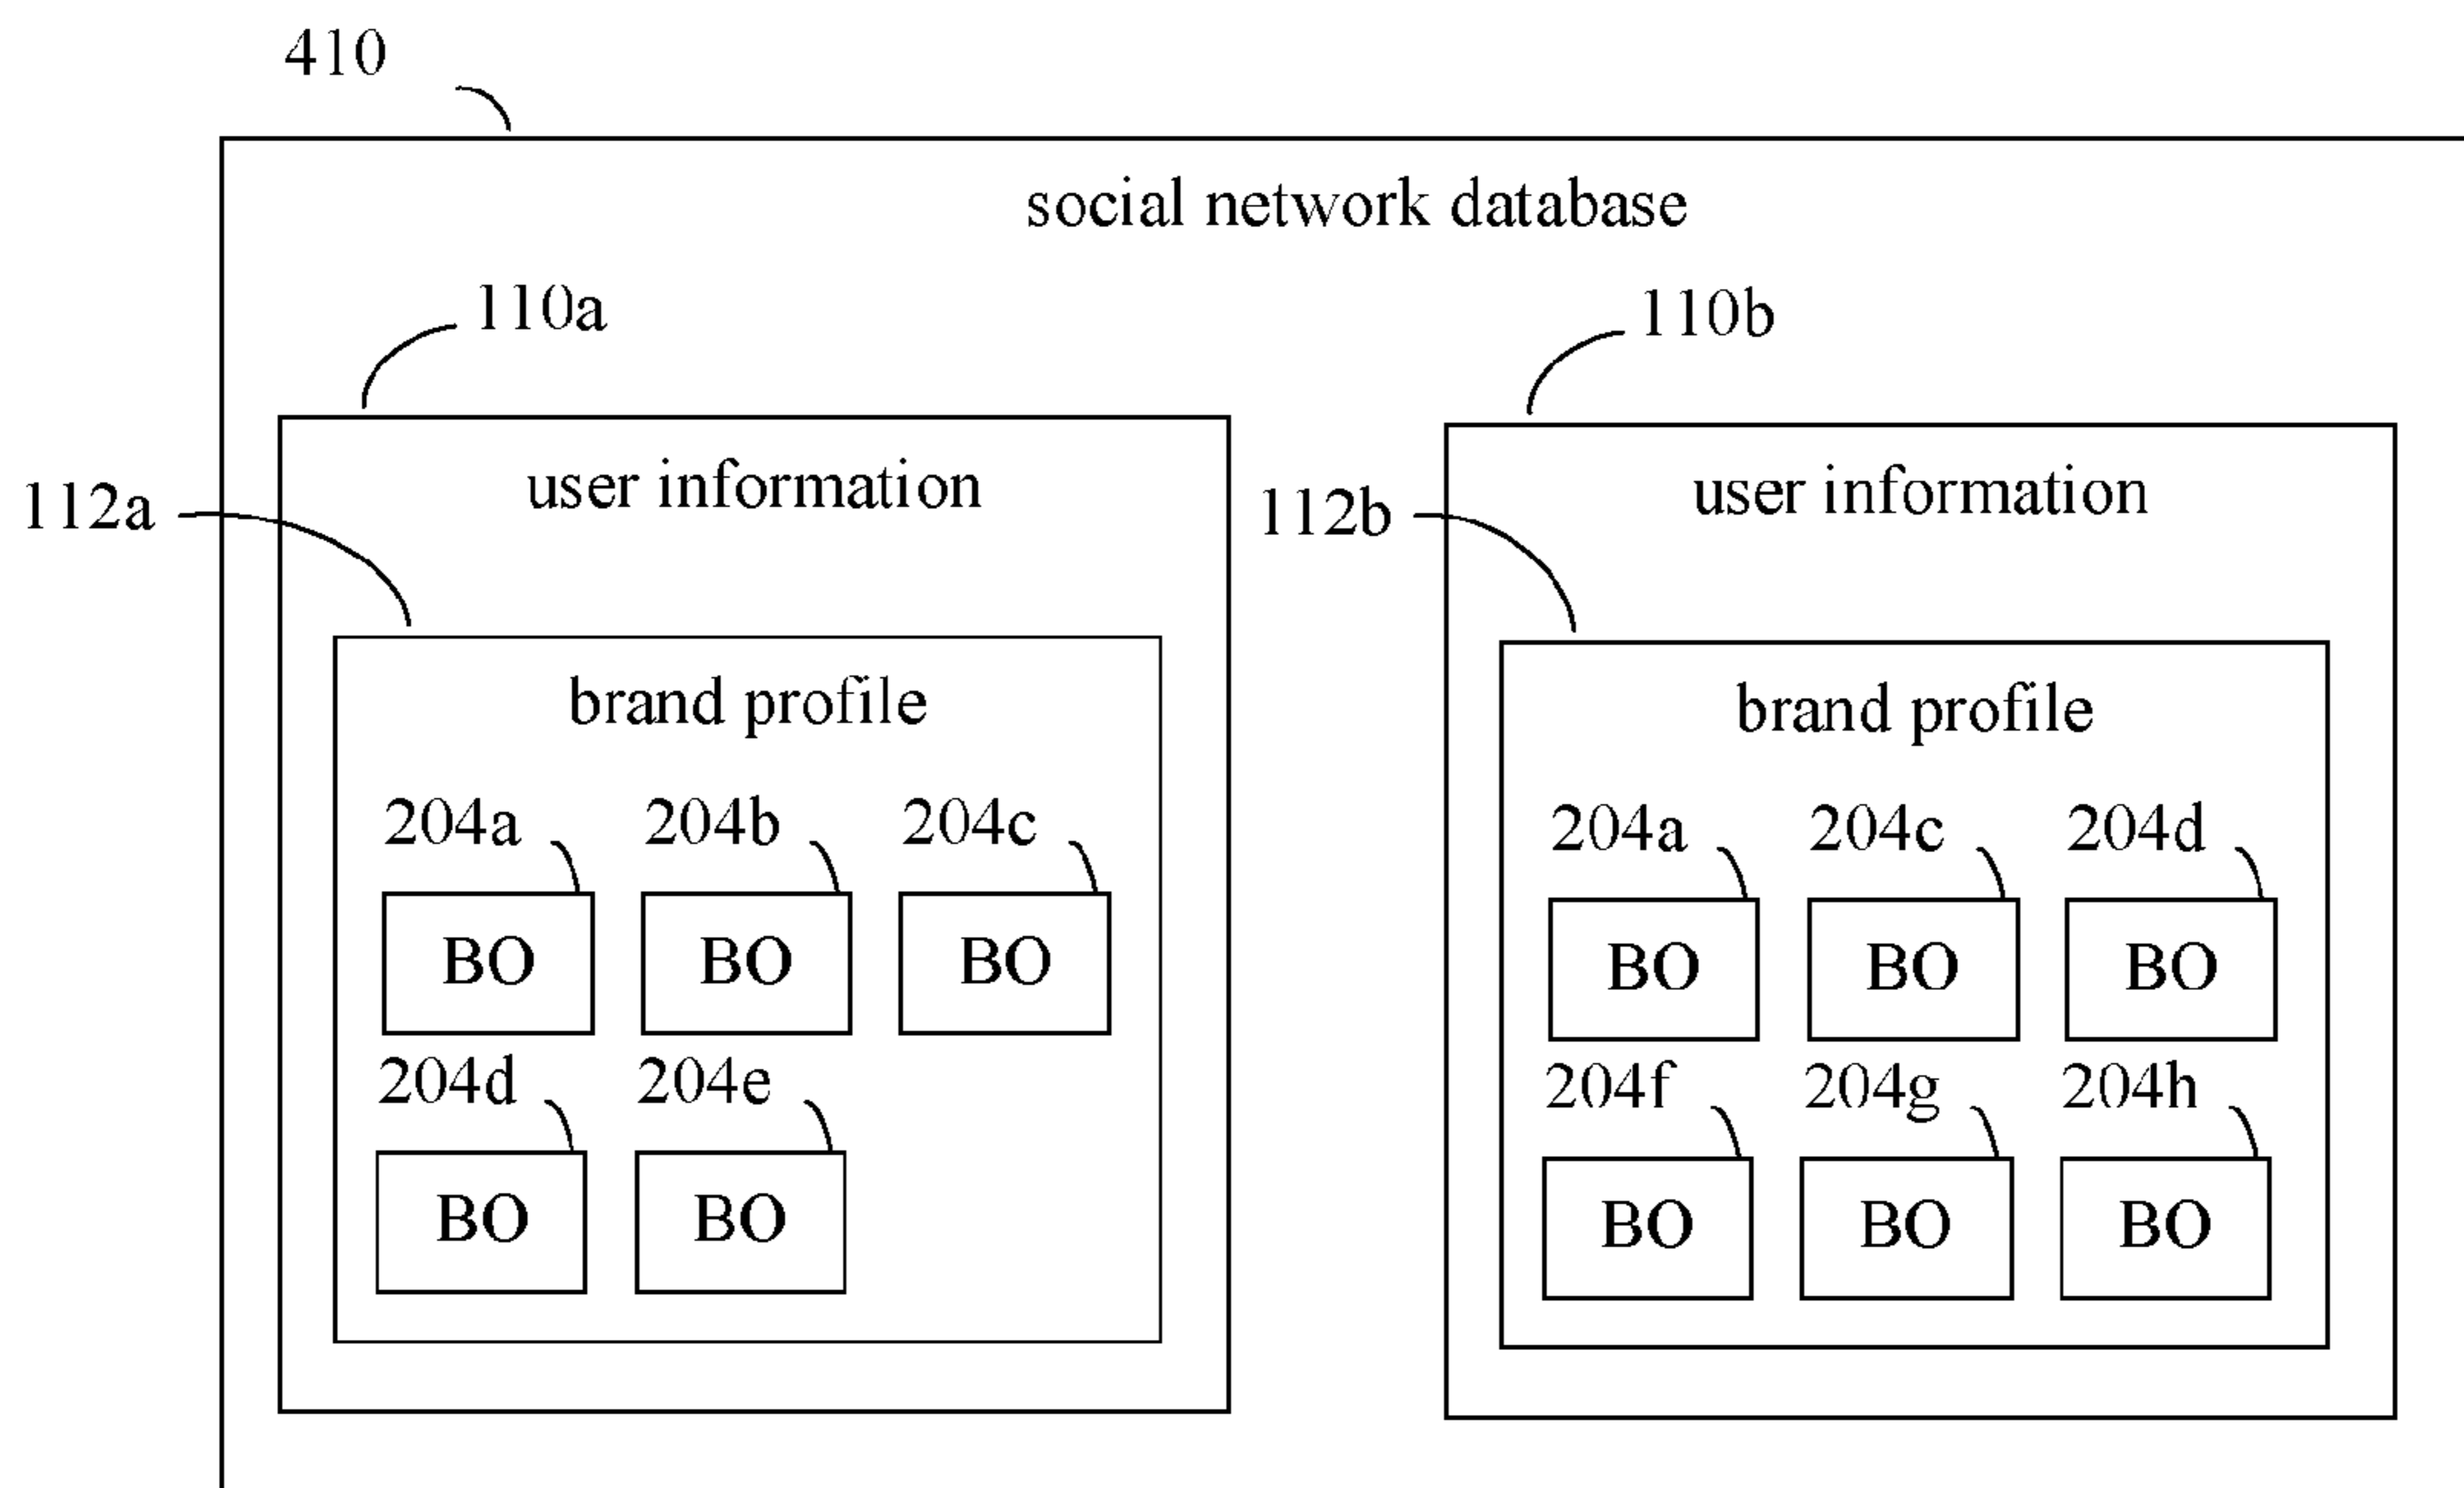 410
social network database
110a
110b
user information
user information
112a
112b
brand profile
brand profile
204a 204b 204c
204a 204c 204d
BO BO BO
BO BO BO
204d 204e
204f 204g 204h
BO BO
BO BO BO